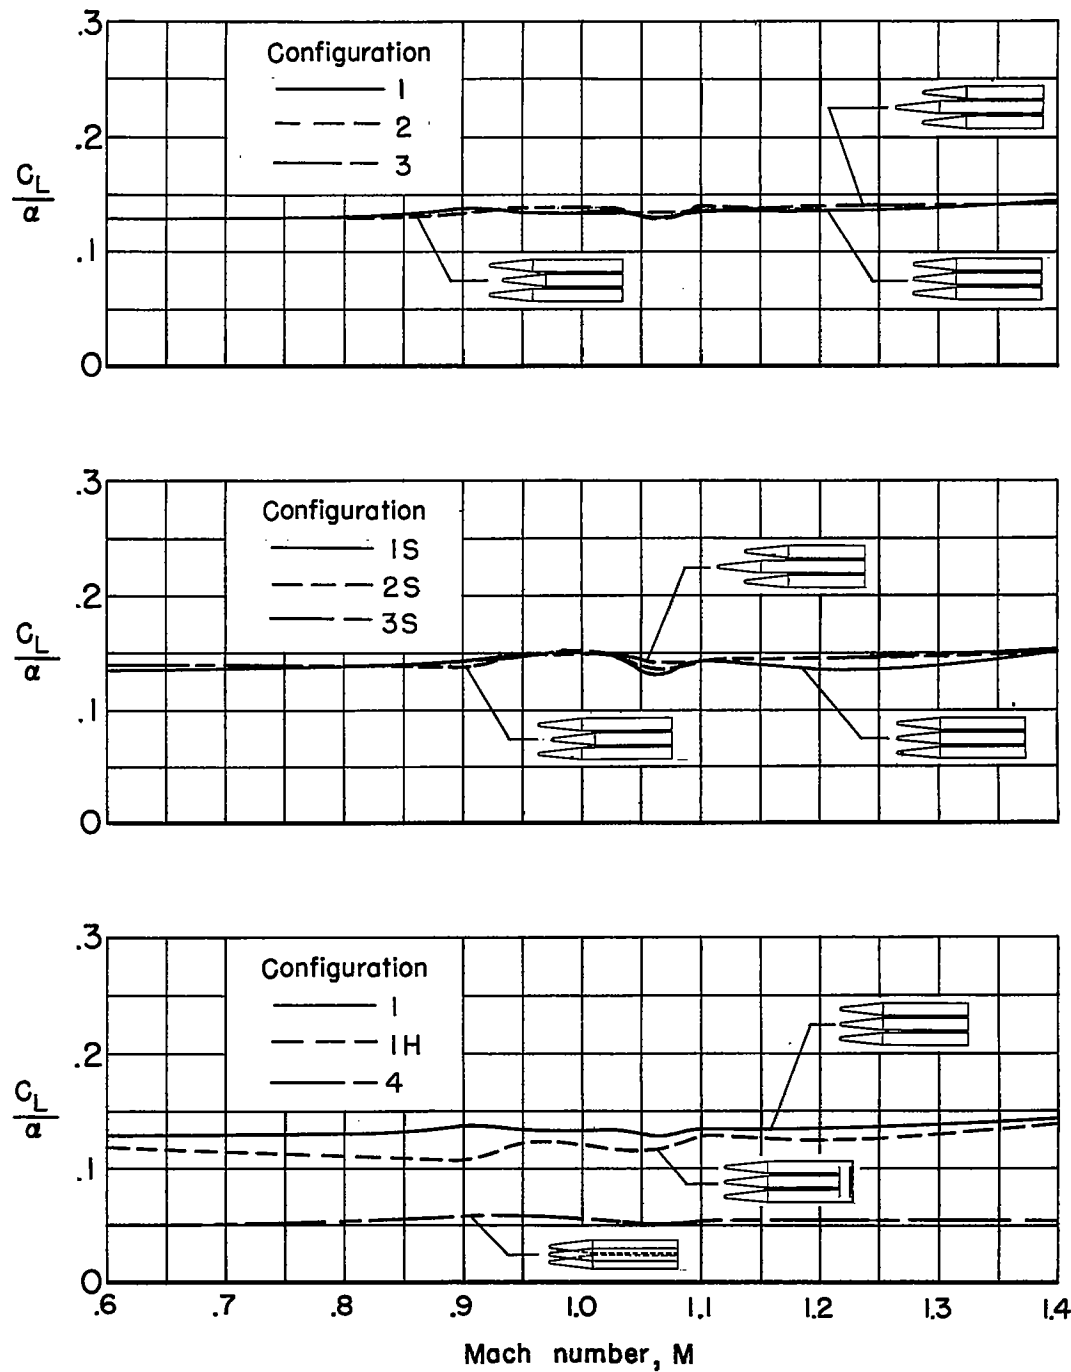 .3
.2
.1
0
C_L
α
Configuration
1
2
3
.3
.2
.1
0
C_L
α
Configuration
1S
2S
3S
.3
.2
.1
0
C_L
α
Configuration
1
1H
4
.6 .7 .8 .9 1.0 1.1 1.2 1.3 1.4
Mach number, M